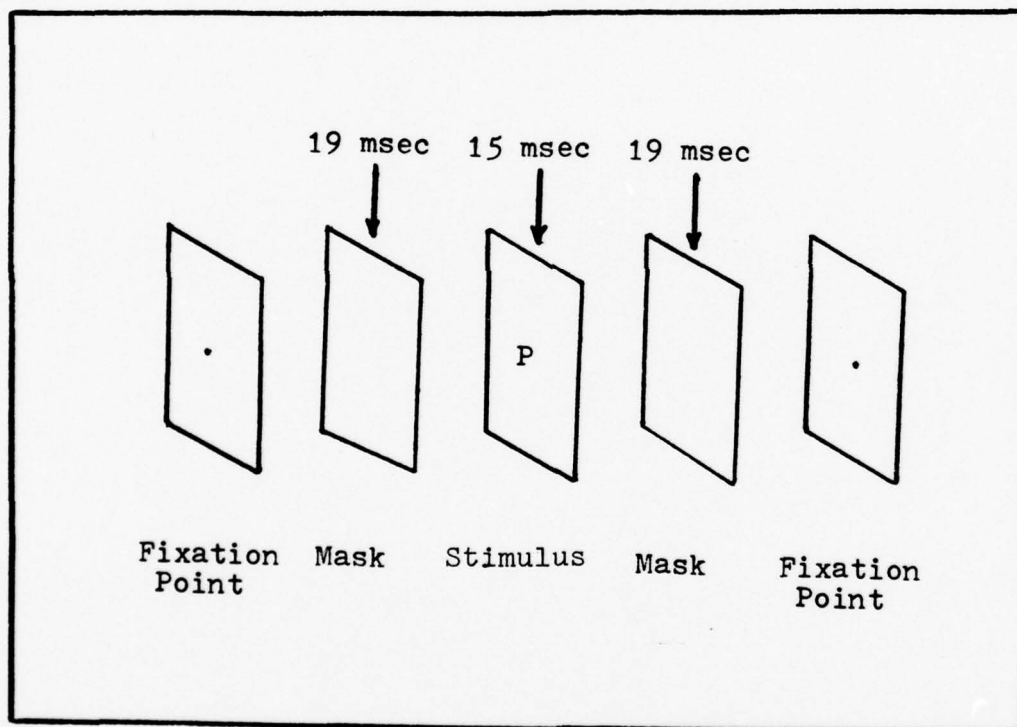 19 msec 15 msec 19 msec
P
Fixation Point
Mask
Stimulus
Mask
Fixation Point